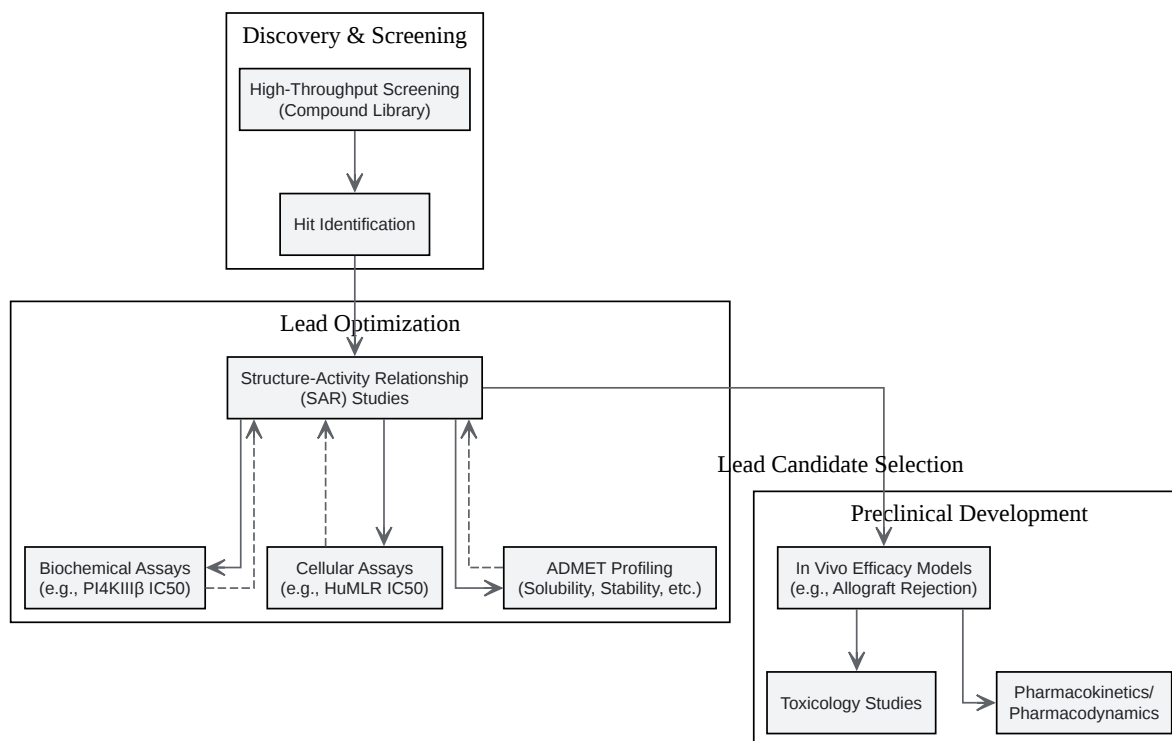 Discovery & Screening
High-Throughput Screening
(Compound Library)
Hit Identification
Lead Optimization
Structure-Activity Relationship
(SAR) Studies
Lead Candidate Selection
Preclinical Development
Biochemical Assays
(e.g., PI4KIIIβ IC50)
Cellular Assays
(e.g., HuMLR IC50)
ADMET Profiling
(Solubility, Stability, etc.)
In Vivo Efficacy Models
(e.g., Allograft Rejection)
Toxicology Studies
Pharmacokinetics/
Pharmacodynamics